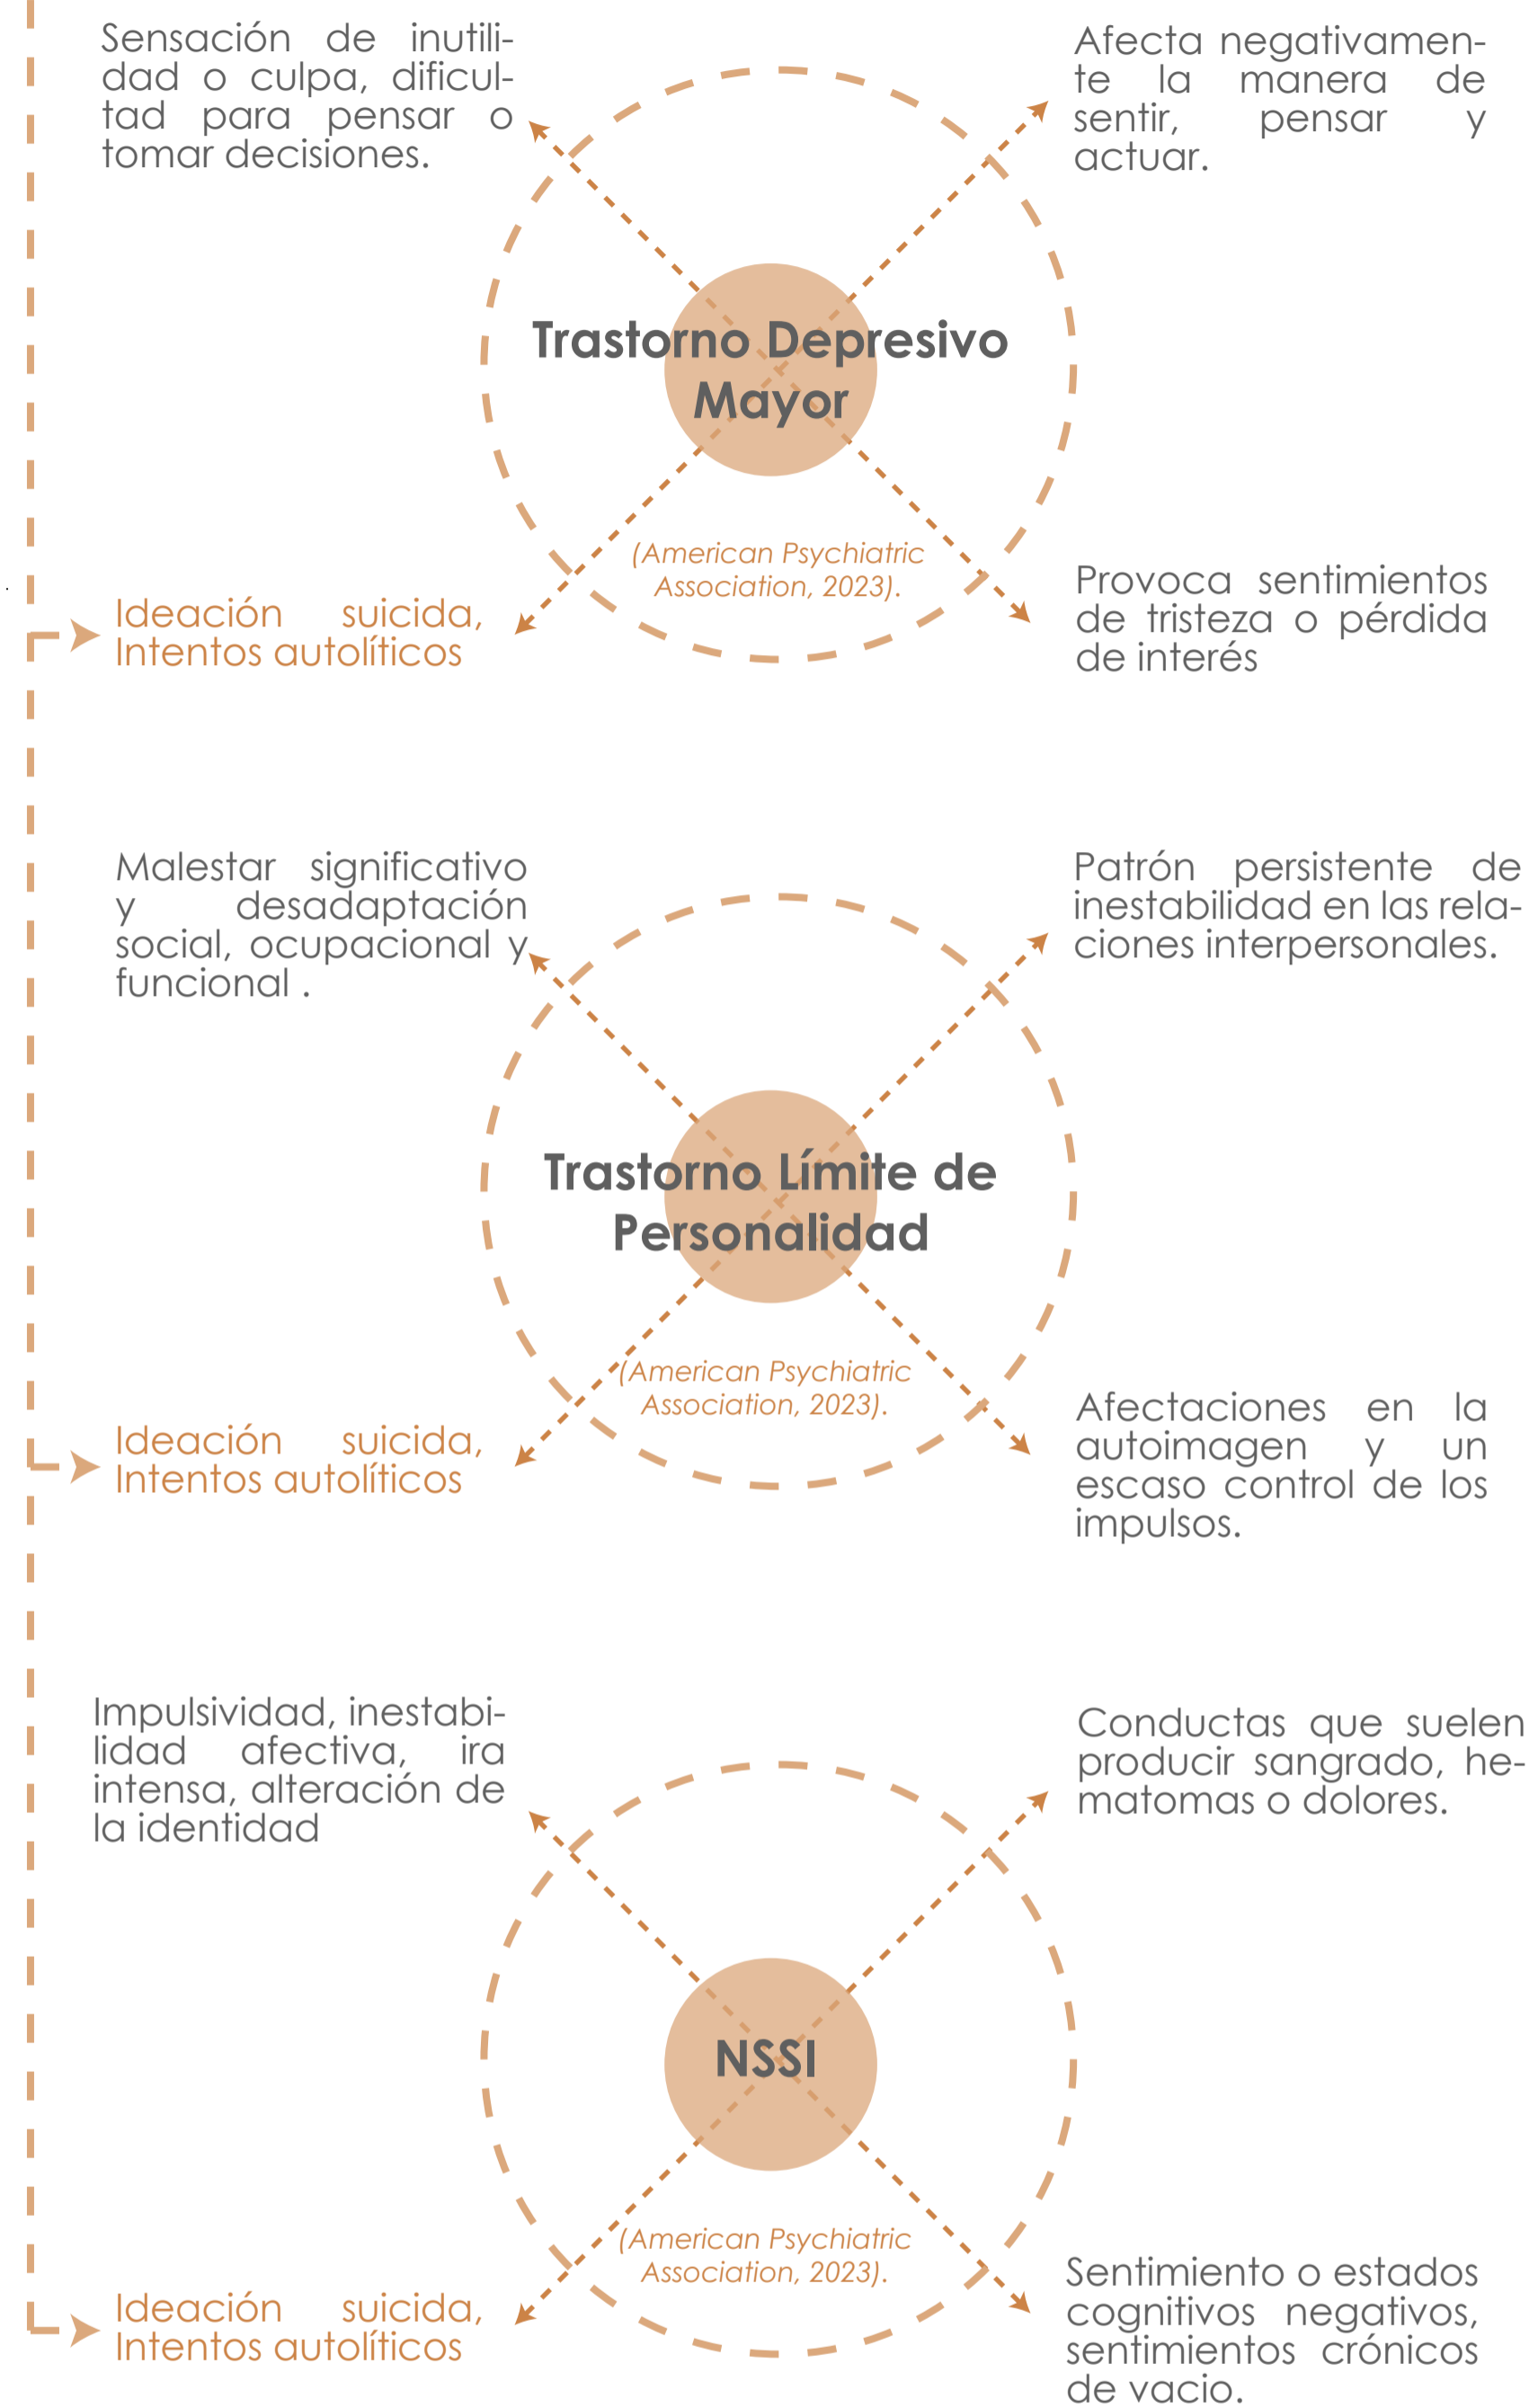 Sensación de inutili-
dad o culpa, dificul-
tad para pensar o
tomar decisiones.
Afecta negativamen-
te la manera de
sentir, pensar y
actuar.
Trastorno Depresivo
Mayor
(American Psychiatric
Association, 2023).
Ideación suicida,
Intentos autolíticos
Provoca sentimientos
de tristeza o pérdida
de interés
Malestar significativo
y desadaptación
social, ocupacional y
funcional .
Patrón persistente de
inestabilidad en las rela-
ciones interpersonales.
Trastorno Límite de
Personalidad
(American Psychiatric
Association, 2023).
Ideación suicida,
Intentos autolíticos
Afectaciones en la
autoimagen y un
escaso control de los
impulsos.
Impulsividad, inestabi-
lidad afectiva, ira
intensa, alteración de
la identidad
Conductas que suelen
producir sangrado, he-
matomas o dolores.
NSSI
(American Psychiatric
Association, 2023).
Ideación suicida,
Intentos autolíticos
Sentimiento o estados
cognitivos negativos,
sentimientos crónicos
de vacio.